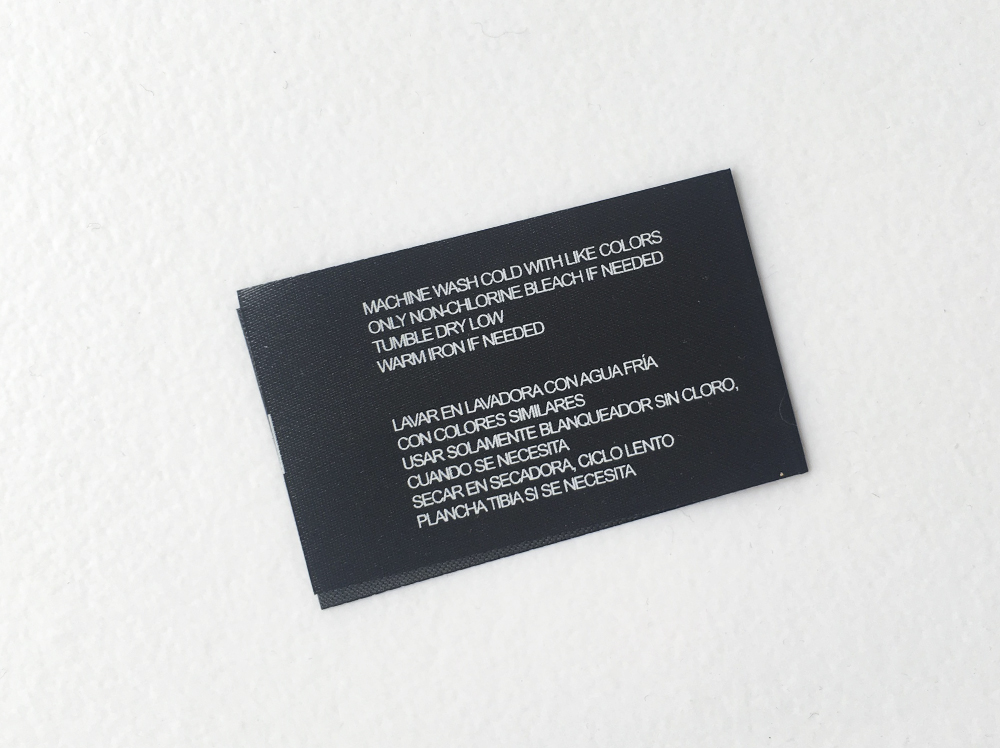 MACHINE WASH COLD WITH LIKE COLORS
ONLY NON-CHLORINE BLEACH IF NEEDED
TUMBLE DRY LOW
WARM IRON IF NEEDED
LAVAR EN LAVADORA CON AGUA FRÍA
CON COLORES SIMILARES
USAR SOLAMENTE BLANQUEADOR SIN CLORO,
CUANDO SE NECESITA
SECAR EN SECADORA, CICLO LENTO
PLANCHA TIBIA SI SE NECESITA